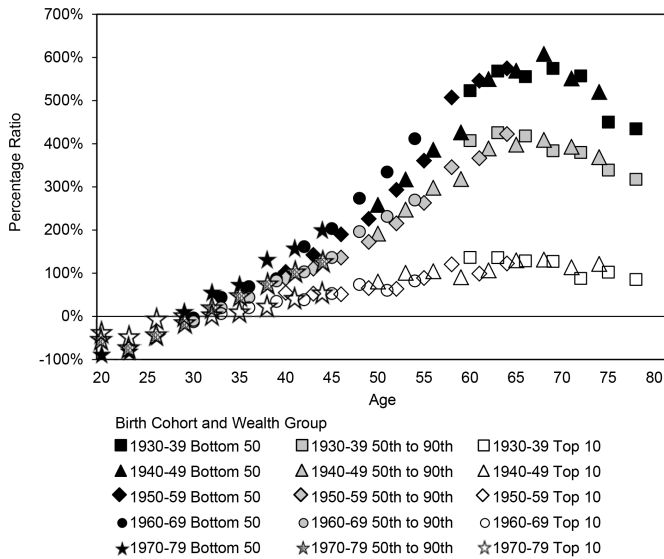 700%
600%
500%
400%
300%
200%
100%
0%
-100%
Percentage Ratio
20 25 30 35 40 45 50 55 60 65 70 75 80
Age
Birth Cohort and Wealth Group
1930-39 Bottom 50 1930-39 50th to 90th 1930-39 Top 10
1940-49 Bottom 50 1940-49 50th to 90th 1940-49 Top 10
1950-59 Bottom 50 1950-59 50th to 90th 1950-59 Top 10
1960-69 Bottom 50 1960-69 50th to 90th 1960-69 Top 10
1970-79 Bottom 50 1970-79 50th to 90th 1970-79 Top 10